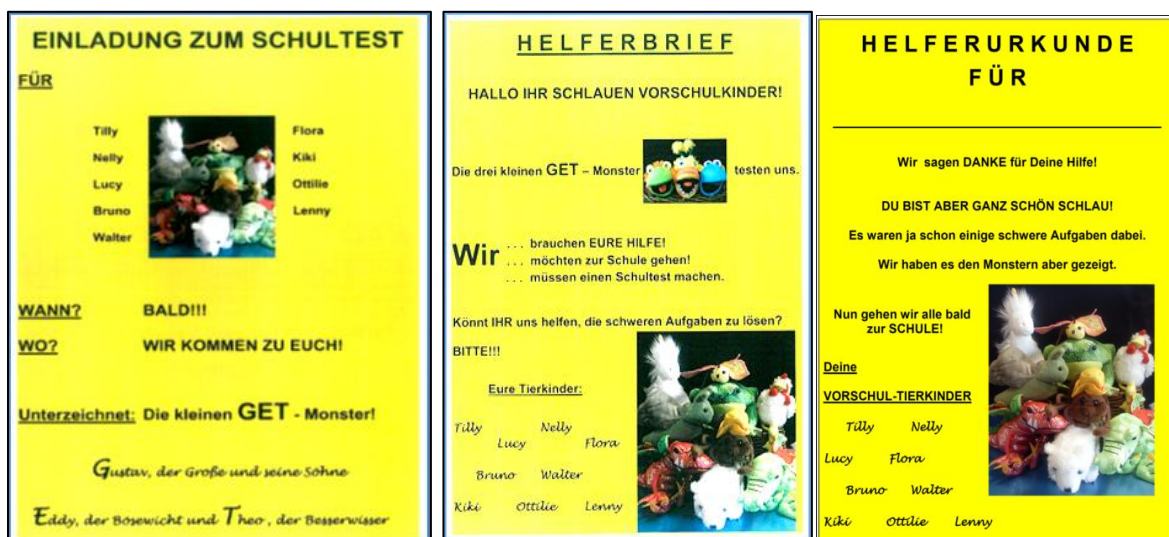 EINLADUNG ZUM SCHULTEST
FÜR
Tilly Flora
Nelly Kiki
Lucy Ottilie
Bruno Lenny
Walter
WANN? BALD!!!
WO? WIR KOMMEN ZU EUCH!
Unterzeichnet: Die kleinen GET - Monster!
Gustav, der Große und seine Söhne
Eddy, der Bösewicht und Theo , der Besserwisser
HELFERBRIEF
HALLO IHR SCHLAUEN VORSCHULKINDER!
Die drei kleinen GET – Monster testen uns.
Wir ... brauchen EURE HILFE!
... möchten zur Schule gehen!
... müssen einen Schultest machen.
Könnt IHR uns helfen, die schweren Aufgaben zu lösen?
BITTE!!!
Eure Tierkinder:
Tilly Nelly
Lucy Flora
Bruno Walter
Kiki Ottilie Lenny
HELFERURKUNDE
FÜR
Wir sagen DANKE für Deine Hilfe!
DU BIST ABER GANZ SCHÖN SCHLAU!
Es waren ja schon einige schwere Aufgaben dabei.
Wir haben es den Monstern aber gezeigt.
Nun gehen wir alle bald
zur SCHULE!
Deine
VORSCHUL-TIERKINDER
Tilly Nelly
Lucy Flora
Bruno Walter
Kiki Ottilie Lenny